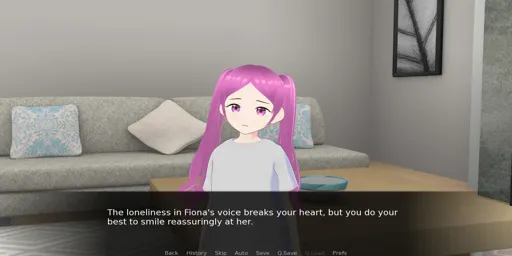 The loneliness in Fiona's voice breaks your heart, but you do your
best to smile reassuringly at her.
Back History Skip Auto Save Q.Save Q.Load Prefs